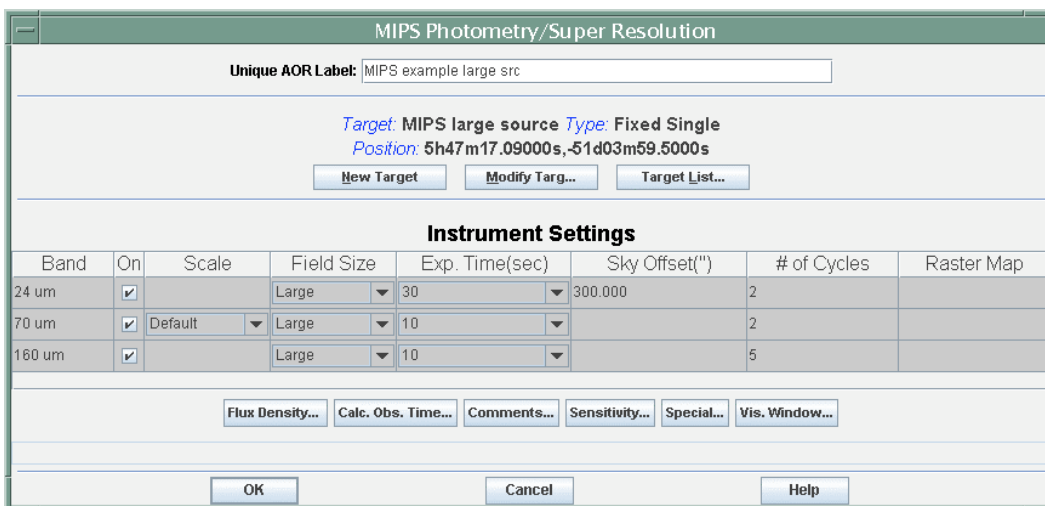 MIPS Photometry/Super Resolution
Unique AOR Label: MIPS example large src
Target: MIPS large source Type: Fixed Single
Position: 5h47m17.09000s,-51d03m59.5000s
New Target Modify Targ... Target List...
Instrument Settings
Band On Scale Field Size Exp. Time(sec) Sky Offset(") # of Cycles Raster Map
24 um Large 30 300.000 2
70 um Default Large 10 2
160 um Large 10 5
Flux Density... Calc. Obs. Time... Comments... Sensitivity... Special... Vis. Window...
OK Cancel Help